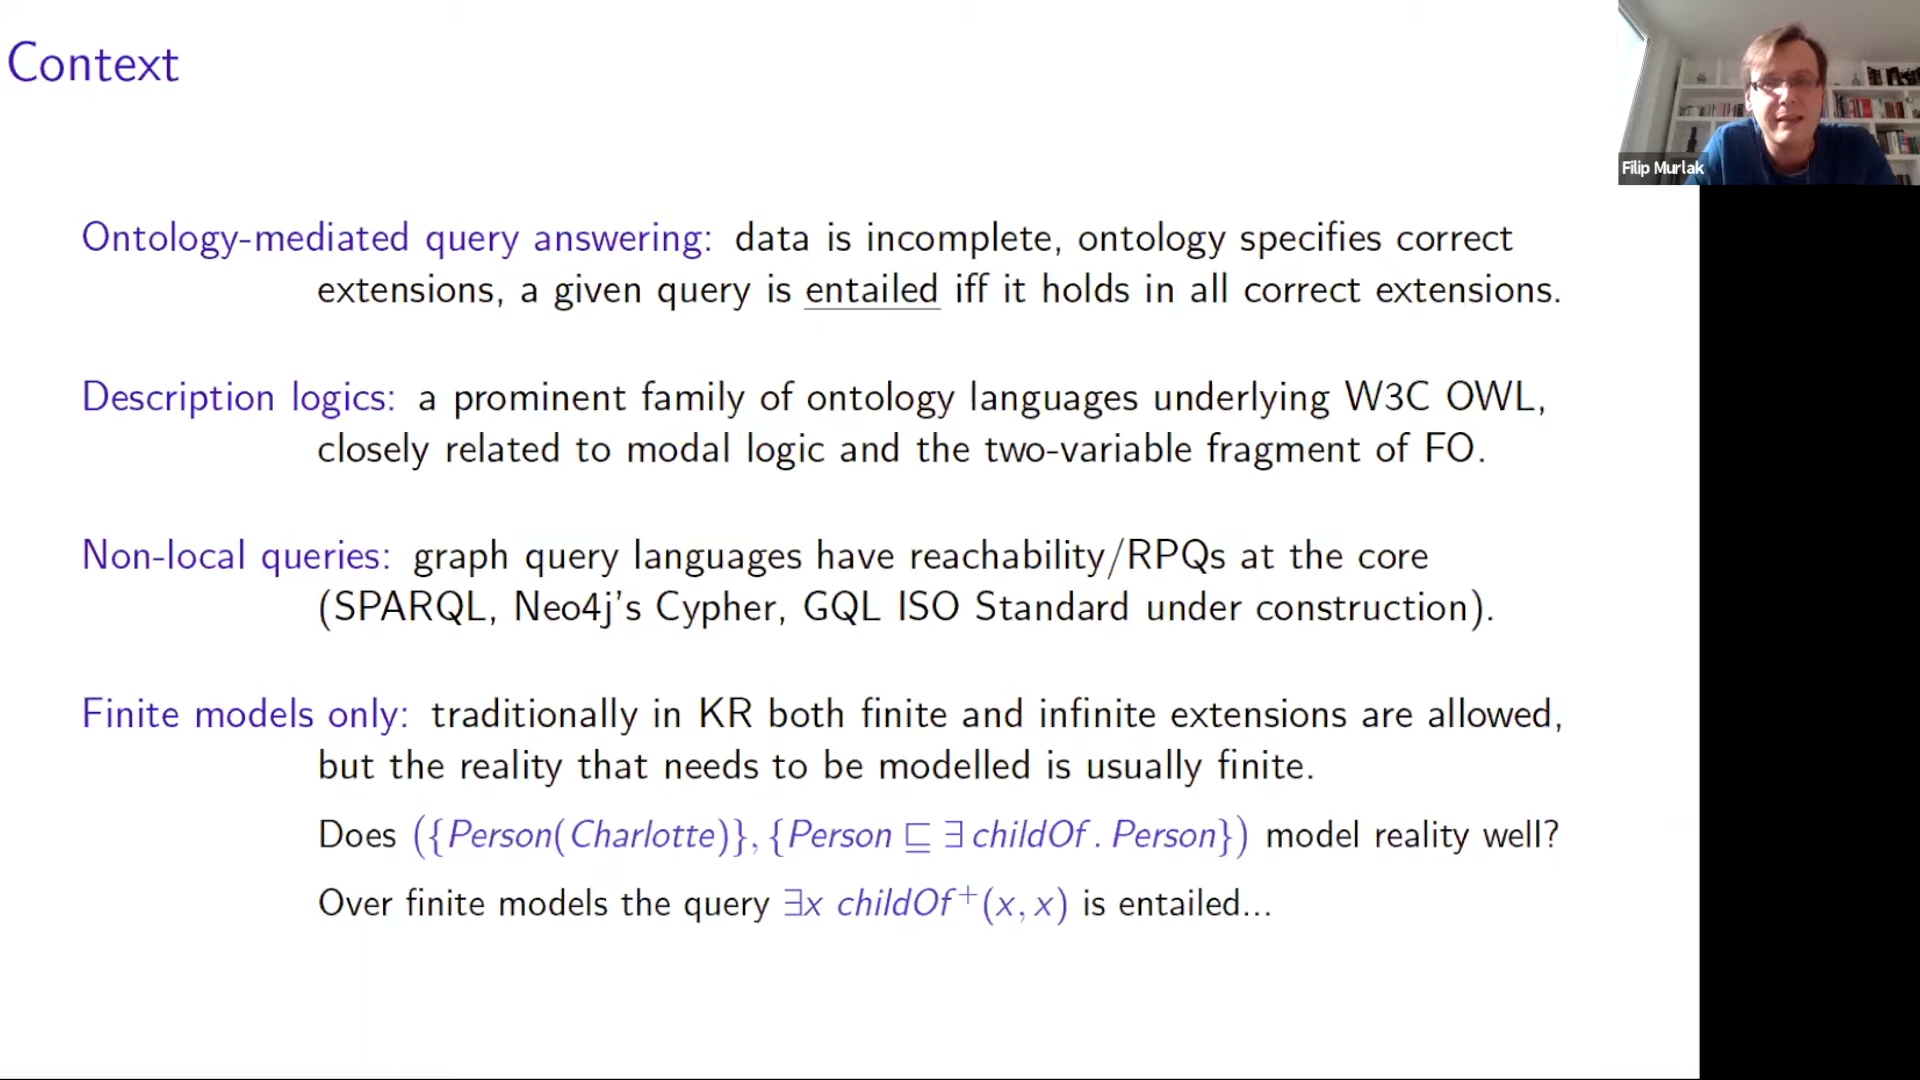 Context
Filip Murlak
Ontology-mediated query answering: data is incomplete, ontology specifies correct
extensions, a given query is entailed iff it holds in all correct extensions.
Description logics: a prominent family of ontology languages underlying W3C OWL,
closely related to modal logic and the two-variable fragment of FO.
Non-local queries: graph query languages have reachability/RPQs at the core
(SPARQL, Neo4j's Cypher, GQL ISO Standard under construction).
Finite models only: traditionally in KR both finite and infinite extensions are allowed,
but the reality that needs to be modelled is usually finite.
Does ({Person(Charlotte)}, {Person ⊑ ∃ childOf . Person}) model reality well?
Over finite models the query ∃x childOf⁺(x, x) is entailed...